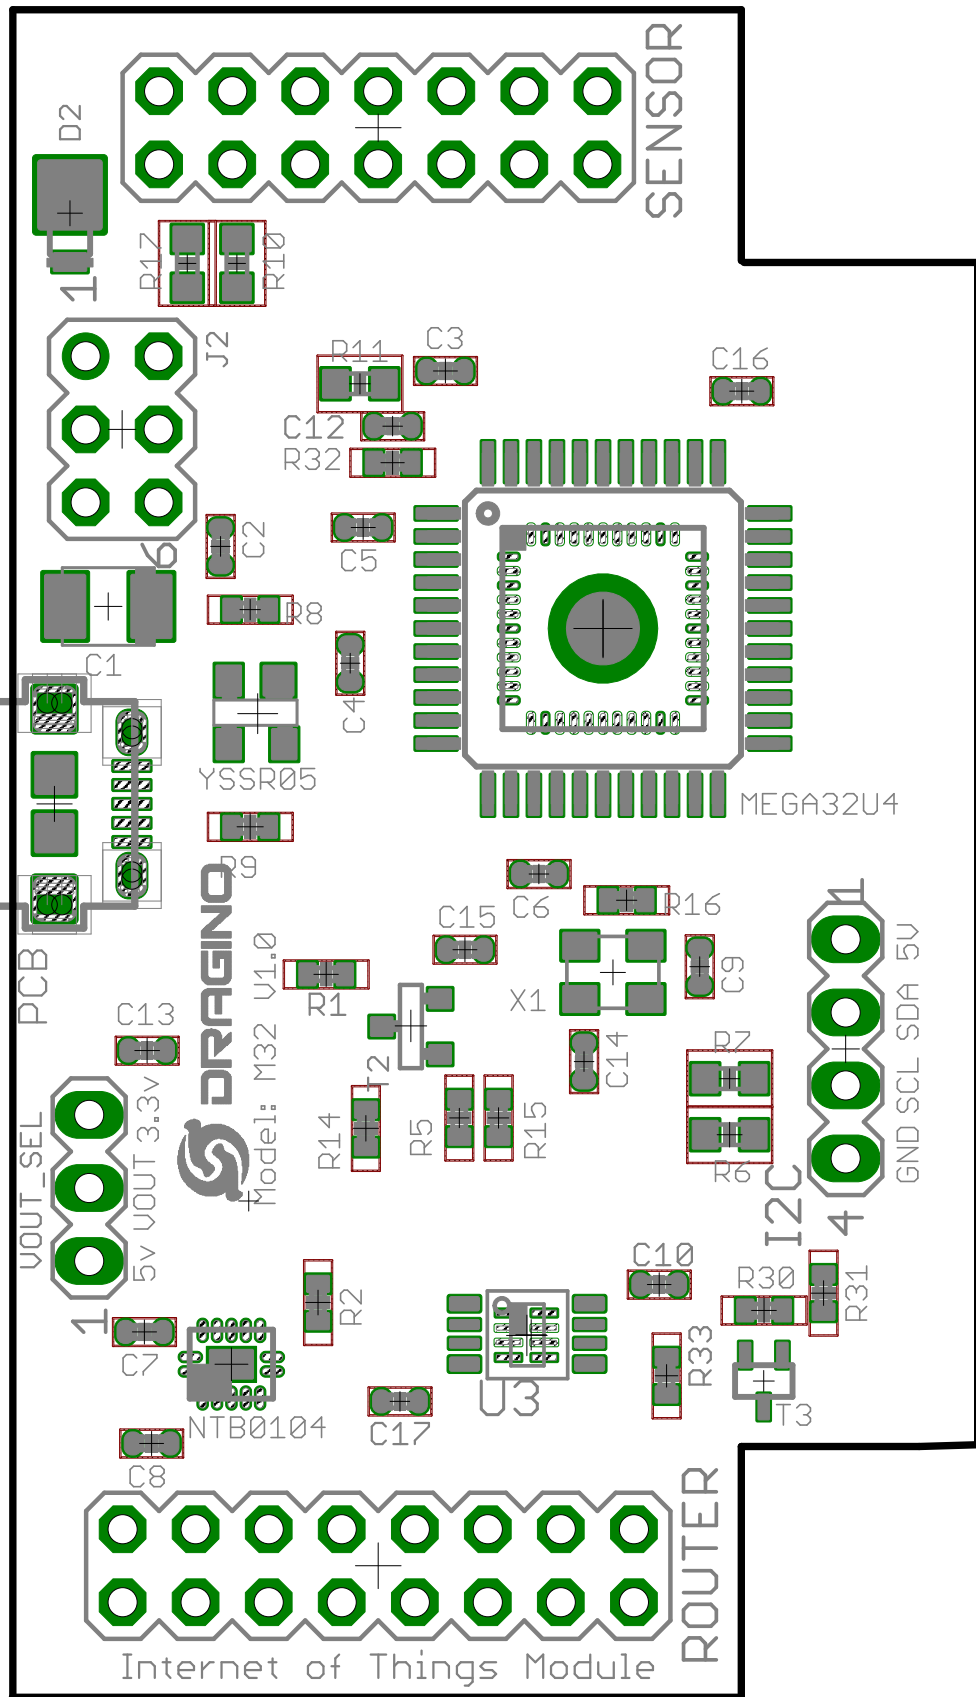 SENSOR
D2
1
R17
R10
J2
R11
C3
C16
C12
R32
C5
C2
6
R8
C1
C4
YSSR05
MEGA32U4
R9
C6
R16
1
5V
SDA
SCL
GND
I2C
4
PCB
DRAGINO
Model: M32 V1.0
C15
R1
X1
C9
C13
T2
C14
R7
R6
VOUT_SEL
5v VOUT 3.3v
1
R14
R5
R15
R2
C10
R30
R31
C7
NTB0104
U3
R33
C17
T3
C8
ROUTER
Internet of Things Module